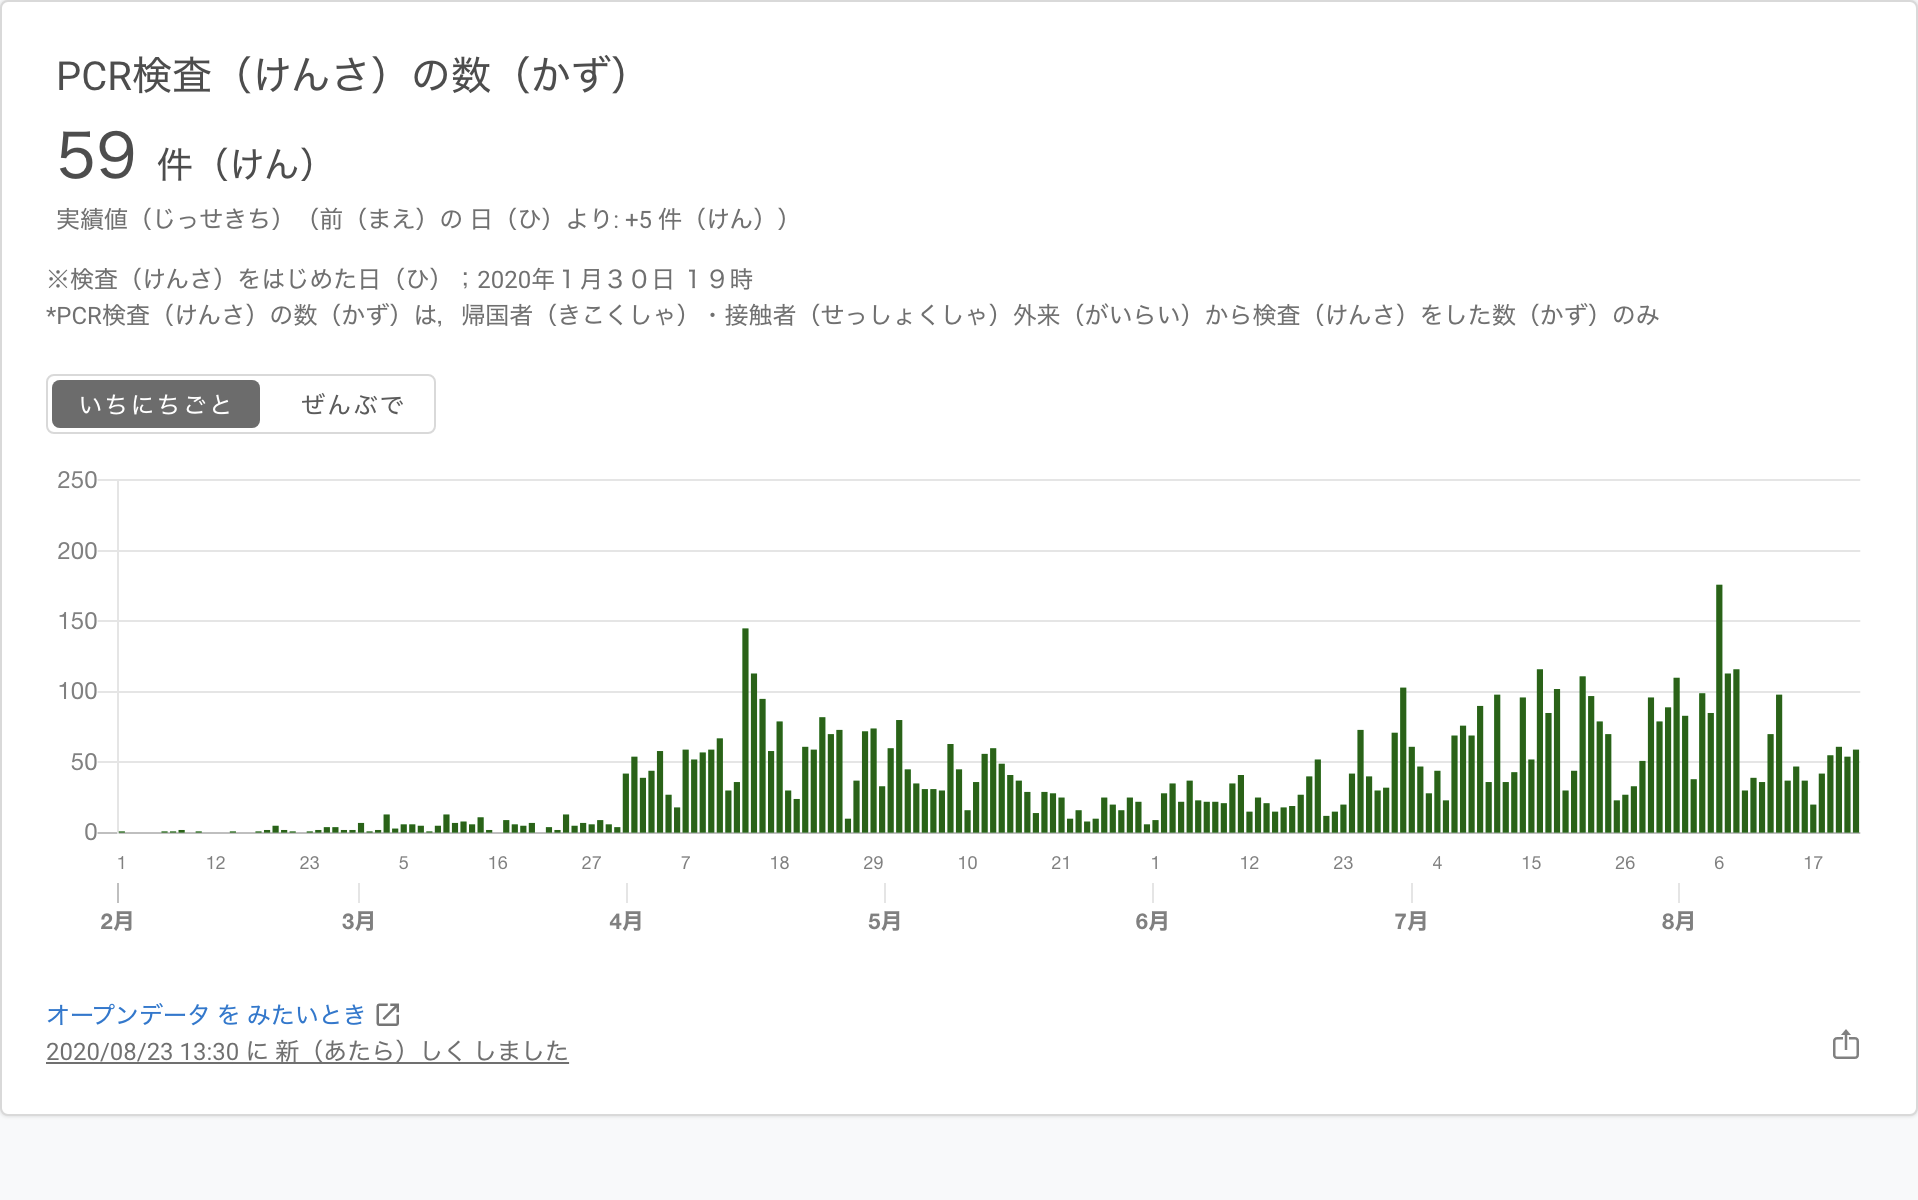 PCR検査（けんさ）の数（かず）
59 件（けん）
実績値（じっせきち）（前（まえ）の 日（ひ）より: +5 件（けん））
※検査（けんさ）をはじめた日（ひ）；2020年１月３０日 １９時
*PCR検査（けんさ）の数（かず）は，帰国者（きこくしゃ）・接触者（せっしょくしゃ）外来（がいらい）から検査（けんさ）をした数（かず）のみ
いちにちごと ぜんぶで
250
200
150
100
50
0
1 12 23 5 16 27 7 18 29 10 21 1 12 23 4 15 26 6 17
2月 3月 4月 5月 6月 7月 8月
オープンデータ を みたいとき
2020/08/23 13:30 に 新（あたら）しく しました